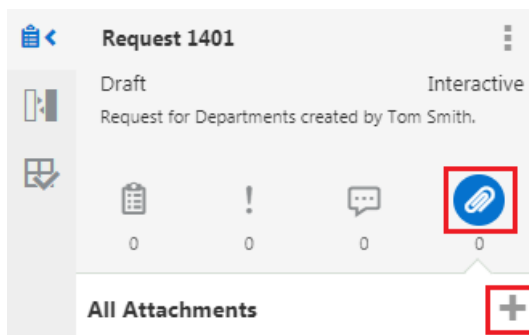 Request 1401
Draft Interactive
Request for Departments created by Tom Smith.
0 0 0 0
All Attachments